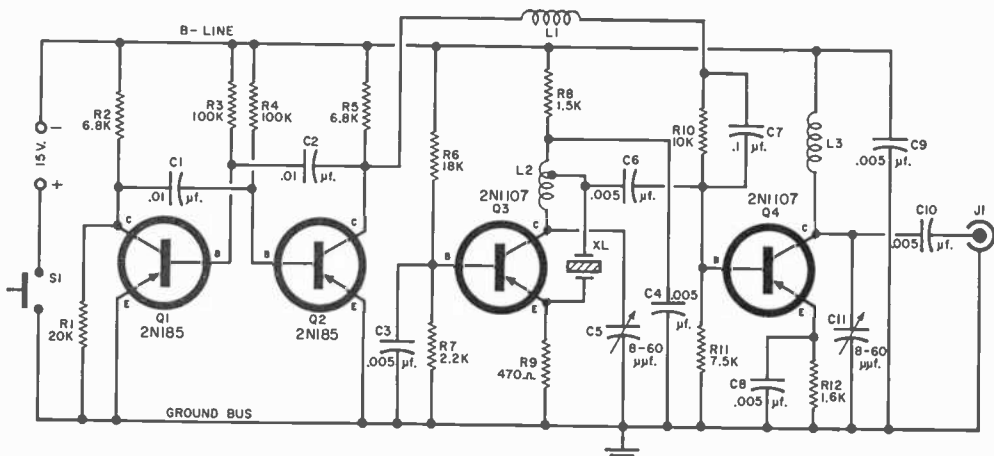 L1
B- LINE
R2
6.8K
R3
100K
R4
100K
R5
6.8K
R6
18K
R8
1.5K
R10
10K
C7
.1 µf.
L3
C9
.005 µf.
-
15 V.
+
C1
.01 µf.
C2
.01 µf.
L2
C6
.005 µf.
2N1107
Q3
2N1107
Q4
C10
.005 µf.
J1
C
B
E
C
B
E
C
B
E
C
B
E
XL
S1
R1
20K
Q1
2N185
Q2
2N185
C3
.005 µf.
R7
2.2K
R9
470Ω
C5
8-60
µµf.
C4
.005
µf.
R11
7.5K
C8
.005 µf.
R12
1.6K
C11
8-60
µµf.
GROUND BUS